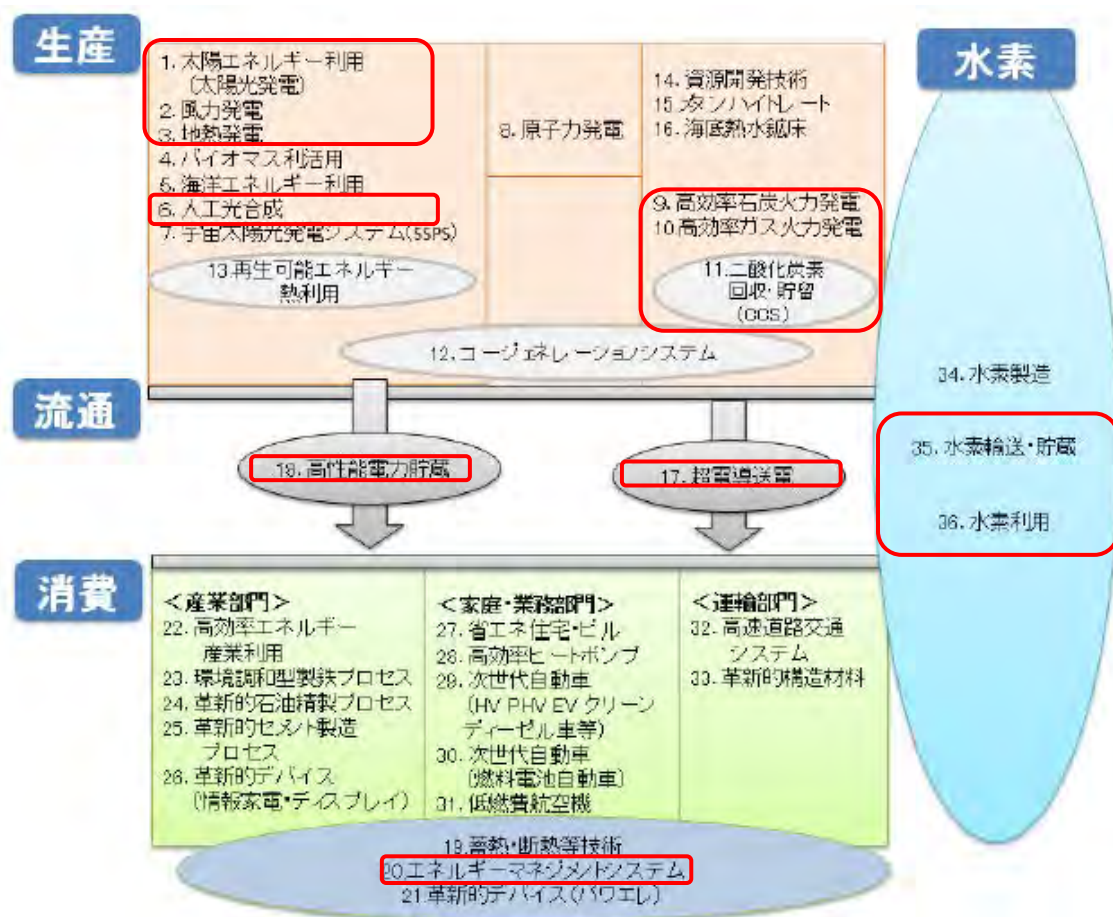 生産
1. 太陽エネルギー利用
(太陽光発電)
2. 風力発電
3. 地熱発電
4. バイオマス利活用
5. 海洋エネルギー利用
6. 人工光合成
7. 宇宙太陽光発電システム(SSPS)
13.再生可能エネルギー
熱利用
8. 原子力発電
14. 資源開発技術
15.メタンハイドレート
16. 海底熱水鉱床
9. 高効率石炭火力発電
10.高効率ガス火力発電
11.二酸化炭素
回収・貯留
(CCS)
12.コージェネレーションシステム
水素
34.水素製造
35.水素輸送・貯蔵
36.水素利用
流通
18.高性能電力貯蔵
17.超電導送電
消費
<産業部門>
22. 高効率エネルギー
産業利用
23. 環境調和型製鉄プロセス
24. 革新的石油精製プロセス
25. 革新的セメント製造
プロセス
26. 革新的デバイス
(情報家電・ディスプレイ)
<家庭・業務部門>
27. 省エネ住宅・ビル
28. 高効率ヒートポンプ
29. 次世代自動車
(HV PHV EV クリーン
ディーゼル車等)
30. 次世代自動車
(燃料電池自動車)
31. 低燃費航空機
<運輸部門>
32. 高速道路交通
システム
33. 革新的構造材料
19.蓄熱・断熱等技術
20.エネルギーマネジメントシステム
21.革新的デバイス(パワエレ)